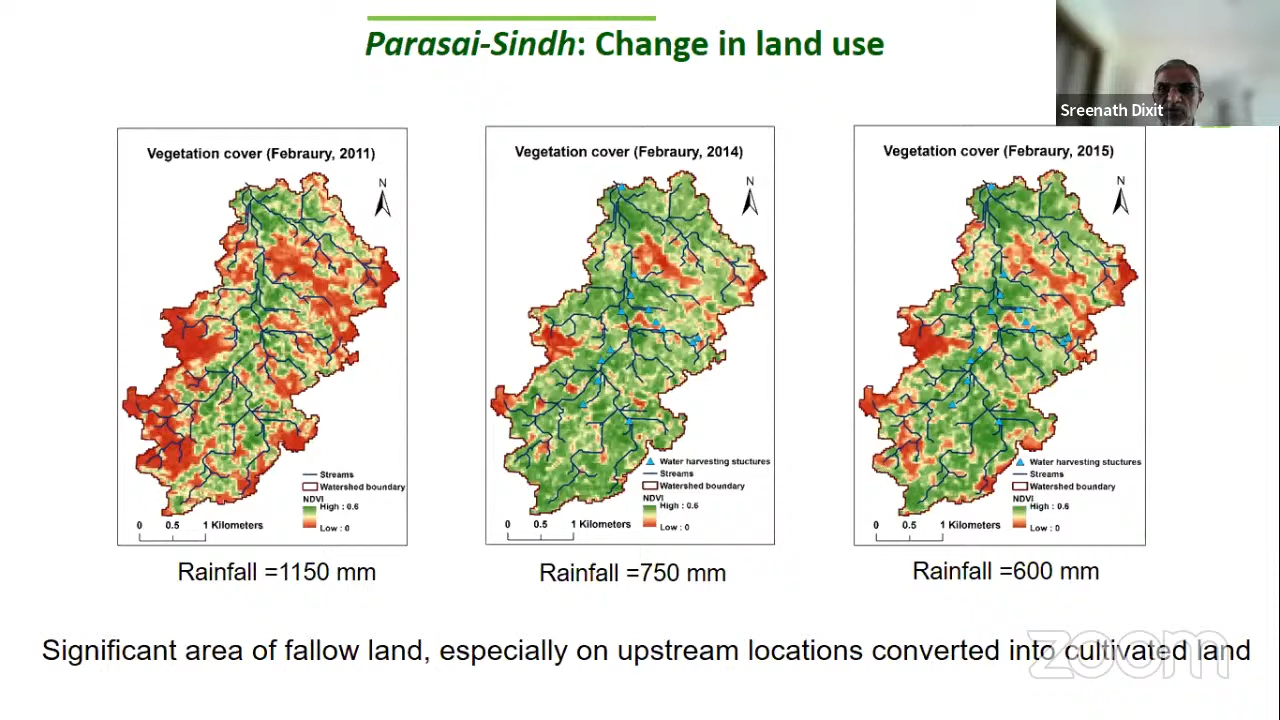 Parasai-Sindh: Change in land use
Sreenath Dixit
Vegetation cover (Febraury, 2011)
N
Streams
Watershed boundary
NDVI
High : 0.6
Low : 0
0 0.5 1 Kilometers
Rainfall =1150 mm
Vegetation cover (Febraury, 2014)
N
Water harvesting stuctures
Streams
Watershed boundary
NDVI
High : 0.6
Low : 0
0 0.5 1 Kilometers
Rainfall =750 mm
Vegetation cover (Febraury, 2015)
N
Water harvesting stuctures
Streams
Watershed boundary
NDVI
High : 0.6
Low : 0
0 0.5 1 Kilometers
Rainfall =600 mm
Significant area of fallow land, especially on upstream locations converted into cultivated land
zoom